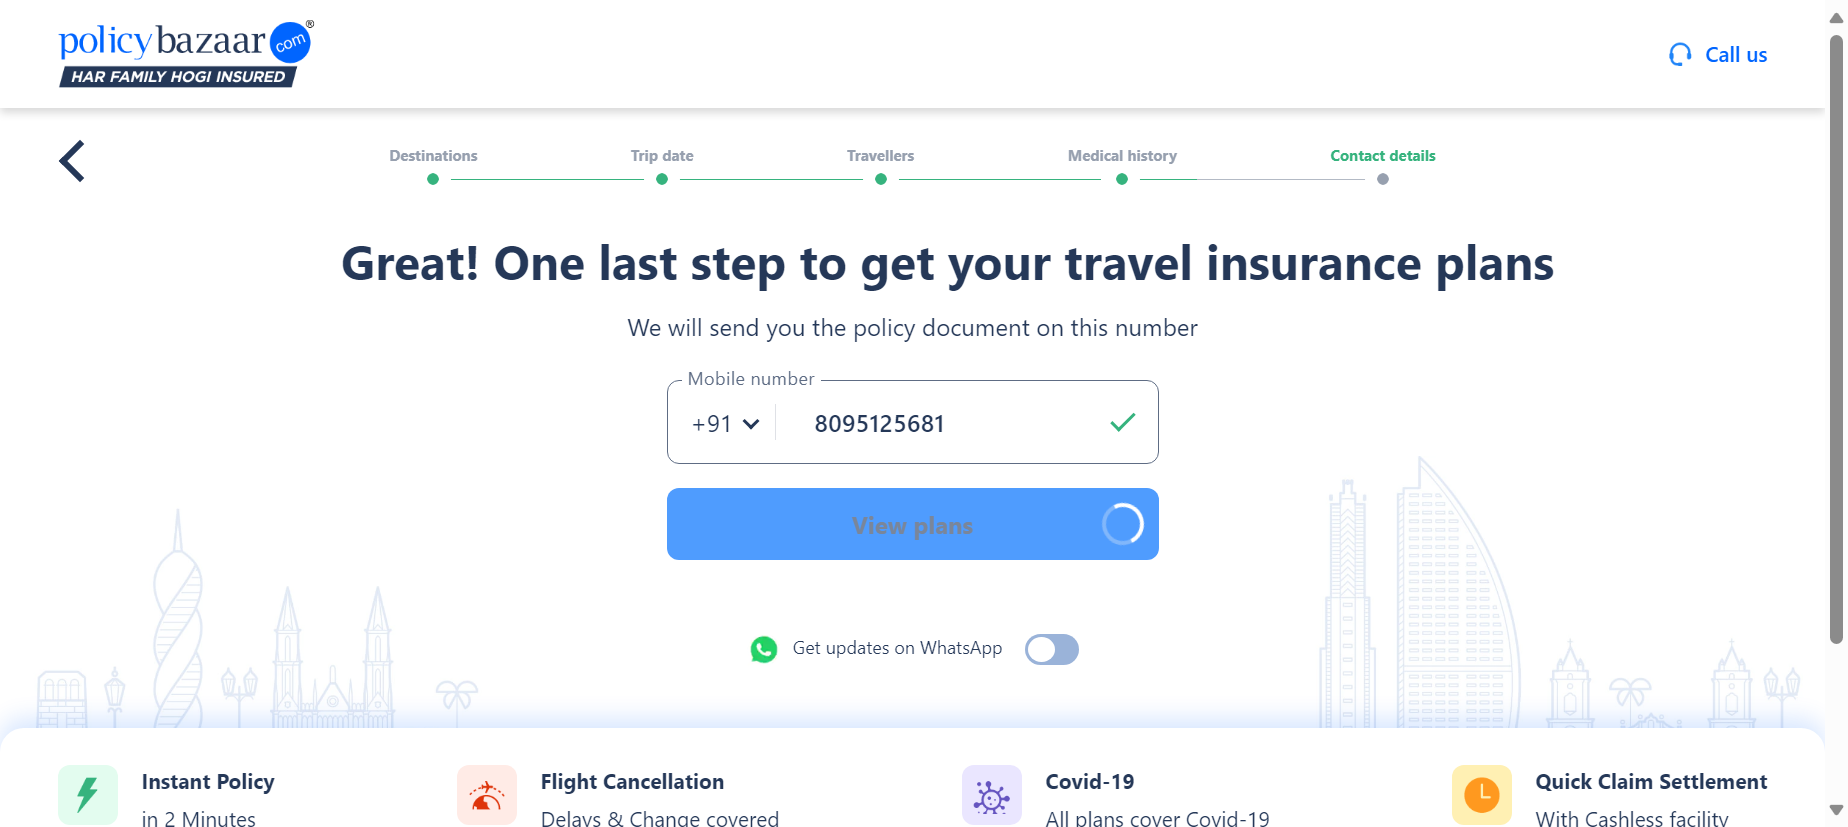 policybazaar com ®
HAR FAMILY HOGI INSURED
Call us
Destinations
Trip date
Travellers
Medical history
Contact details
Great! One last step to get your travel insurance plans
We will send you the policy document on this number
Mobile number
+91 8095125681
View plans
Get updates on WhatsApp
Instant Policy
in 2 Minutes
Flight Cancellation
Delays & Change covered
Covid-19
All plans cover Covid-19
Quick Claim Settlement
With Cashless facility